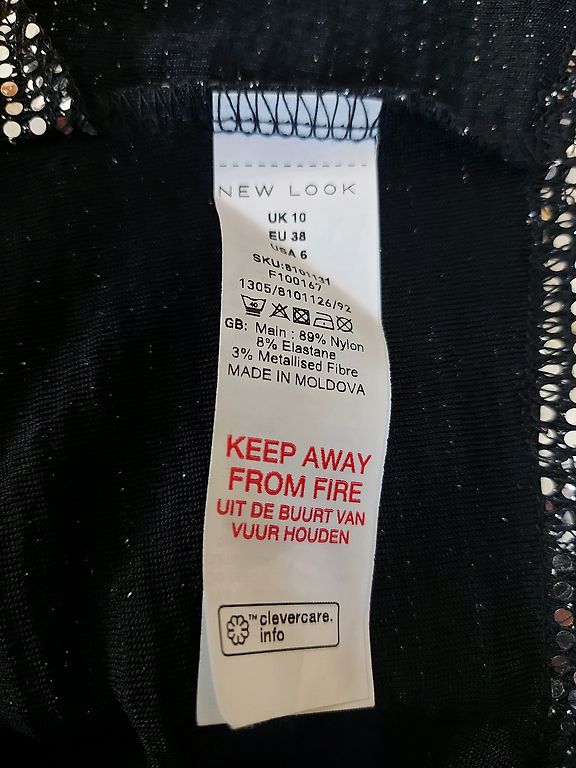 NEW LOOK
UK 10
EU 38
USA 6
SKU:8101131
F100167
1305/8101126/92
40
GB: Main : 89% Nylon
8% Elastane
3% Metallised Fibre
MADE IN MOLDOVA
KEEP AWAY
FROM FIRE
UIT DE BUURT VAN
VUUR HOUDEN
™ clevercare.
info